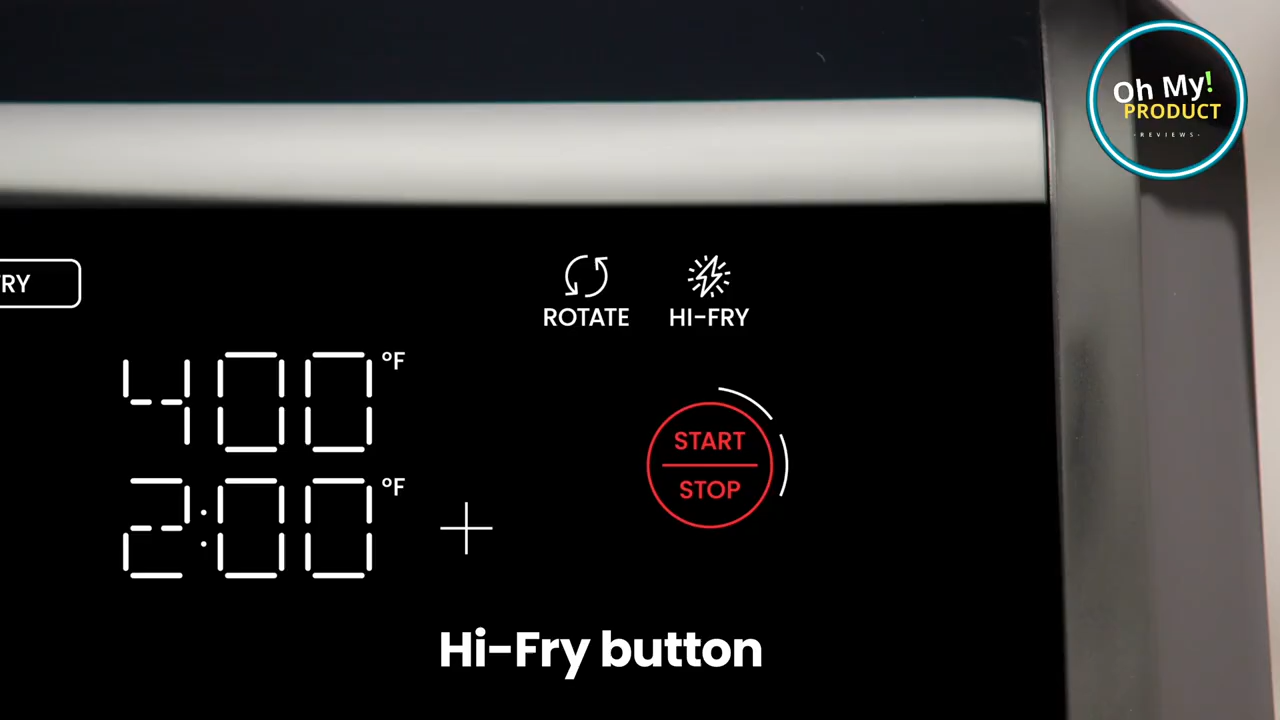 Oh My!
PRODUCT
-REVIEWS-
RY
ROTATE
HI-FRY
400 °F
START
STOP
2:00 °F
+
Hi-Fry button